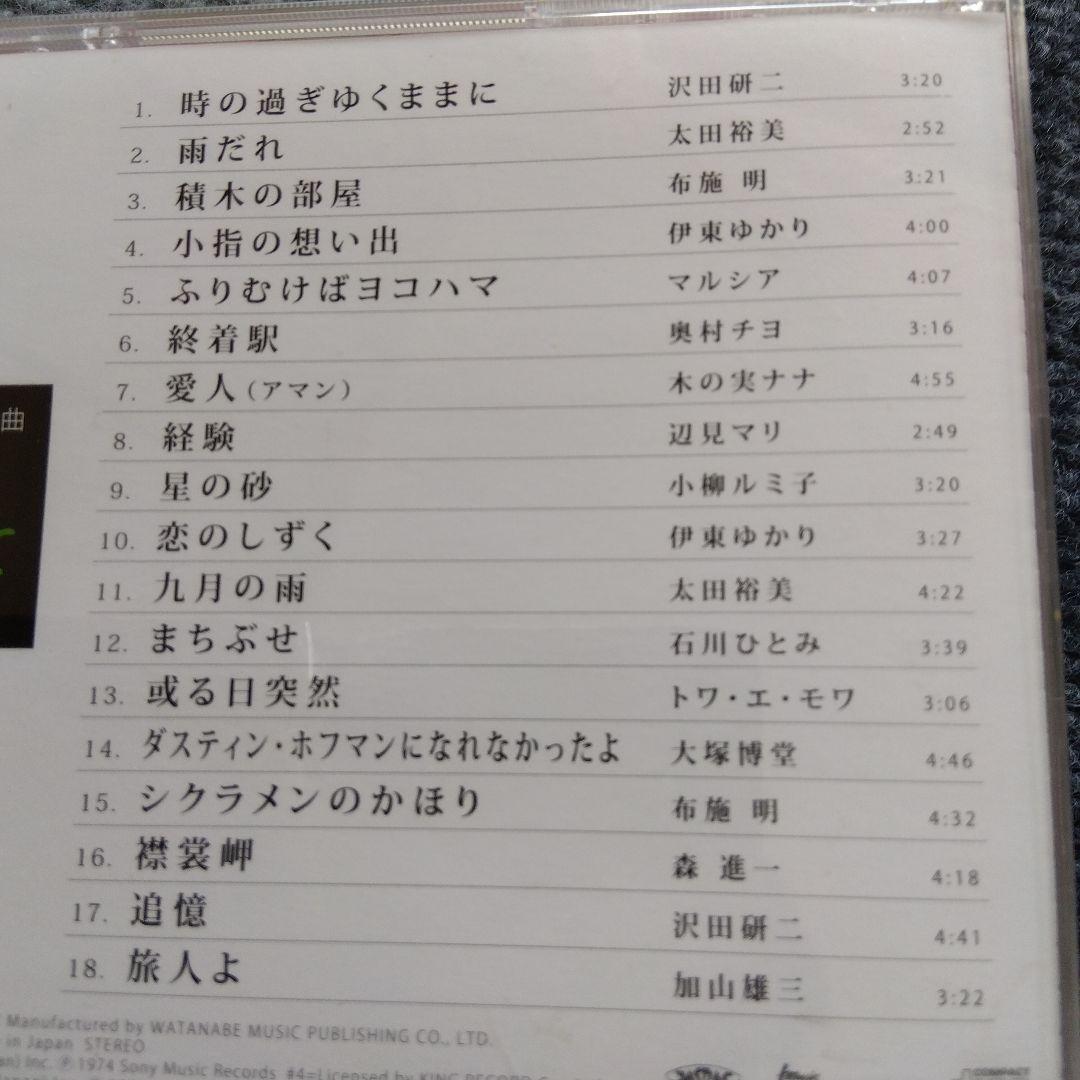 1. 時の過ぎゆくままに 沢田研二 3:20
2. 雨だれ 太田裕美 2:52
3. 積木の部屋 布施 明 3:21
4. 小指の想い出 伊東ゆかり 4:00
5. ふりむけばヨコハマ マルシア 4:07
6. 終着駅 奥村チヨ 3:16
7. 愛人(アマン) 木の実ナナ 4:55
8. 経験 辺見マリ 2:49
9. 星の砂 小柳ルミ子 3:20
10. 恋のしずく 伊東ゆかり 3:27
11. 九月の雨 太田裕美 4:22
12. まちぶせ 石川ひとみ 3:39
13. 或る日突然 トワ・エ・モワ 3:06
14. ダスティン・ホフマンになれなかったよ 大塚博堂 4:46
15. シクラメンのかほり 布施 明 4:32
16. 襟裳岬 森 進一 4:18
17. 追憶 沢田研二 4:41
18. 旅人よ 加山雄三 3:22
曲
Manufactured by WATANABE MUSIC PUBLISHING CO., LTD.
in Japan STEREO
Inc. ℗ 1974 Sony Music Records #4=Licensed by KING RECORD
COMPACT